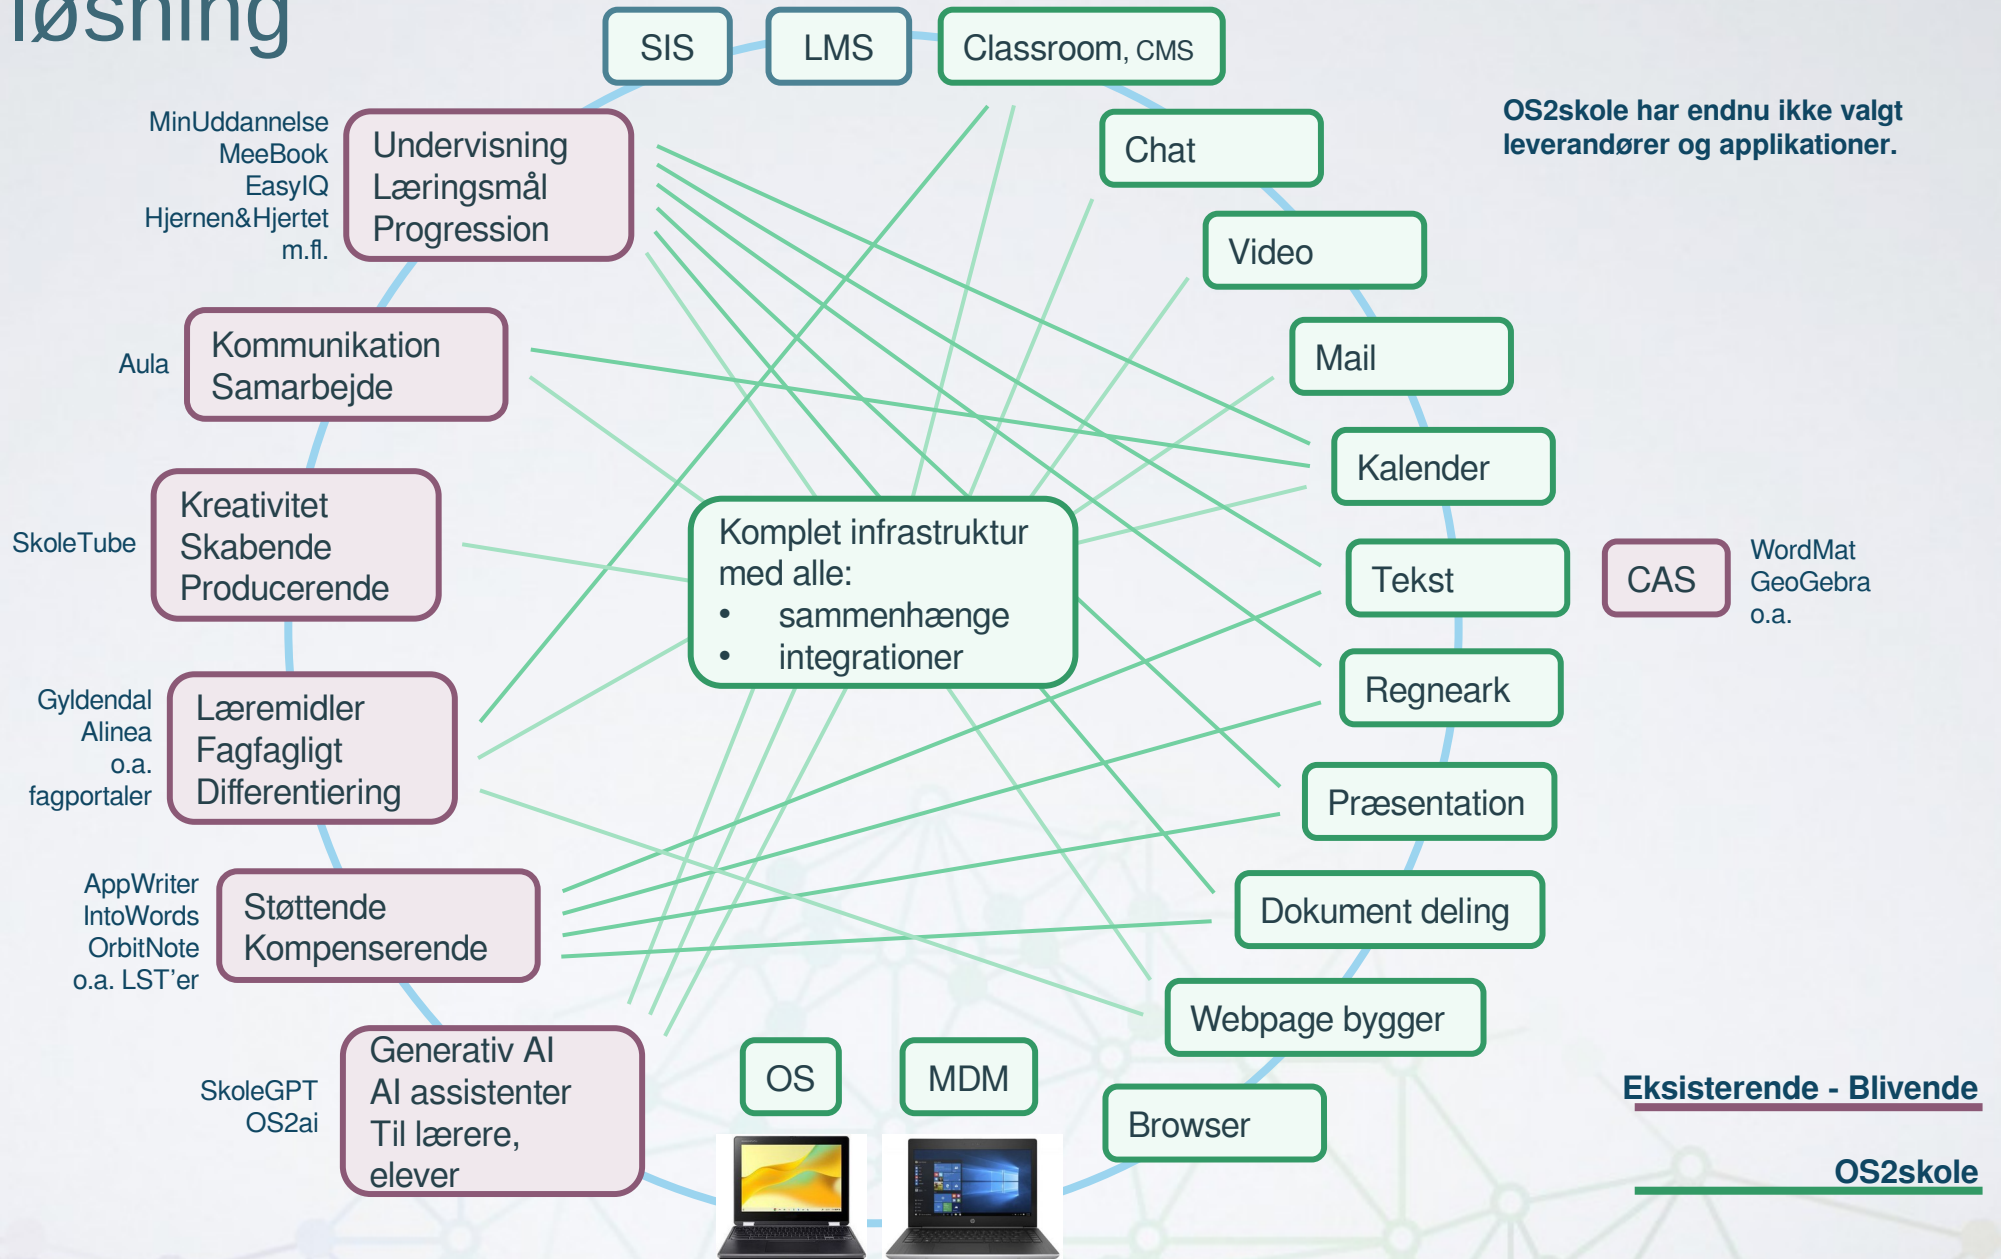 løsning
SIS
LMS
Classroom, CMS
OS2skole har endnu ikke valgt
leverandører og applikationer.
MinUddannelse
MeeBook
EasyIQ
Hjernen&Hjertet
m.fl.
Undervisning
Læringsmål
Progression
Chat
Video
Aula
Kommunikation
Samarbejde
Mail
Kalender
SkoleTube
Kreativitet
Skabende
Producerende
Komplet infrastruktur
med alle:
• sammenhænge
• integrationer
Tekst
CAS
WordMat
GeoGebra
o.a.
Regneark
Gyldendal
Alinea
o.a.
fagportaler
Læremidler
Fagfagligt
Differentiering
Præsentation
AppWriter
IntoWords
OrbitNote
o.a. LST’er
Støttende
Kompenserende
Dokument deling
Webpage bygger
SkoleGPT
OS2ai
Generativ AI
AI assistenter
Til lærere,
elever
OS
MDM
Browser
Eksisterende - Blivende
OS2skole